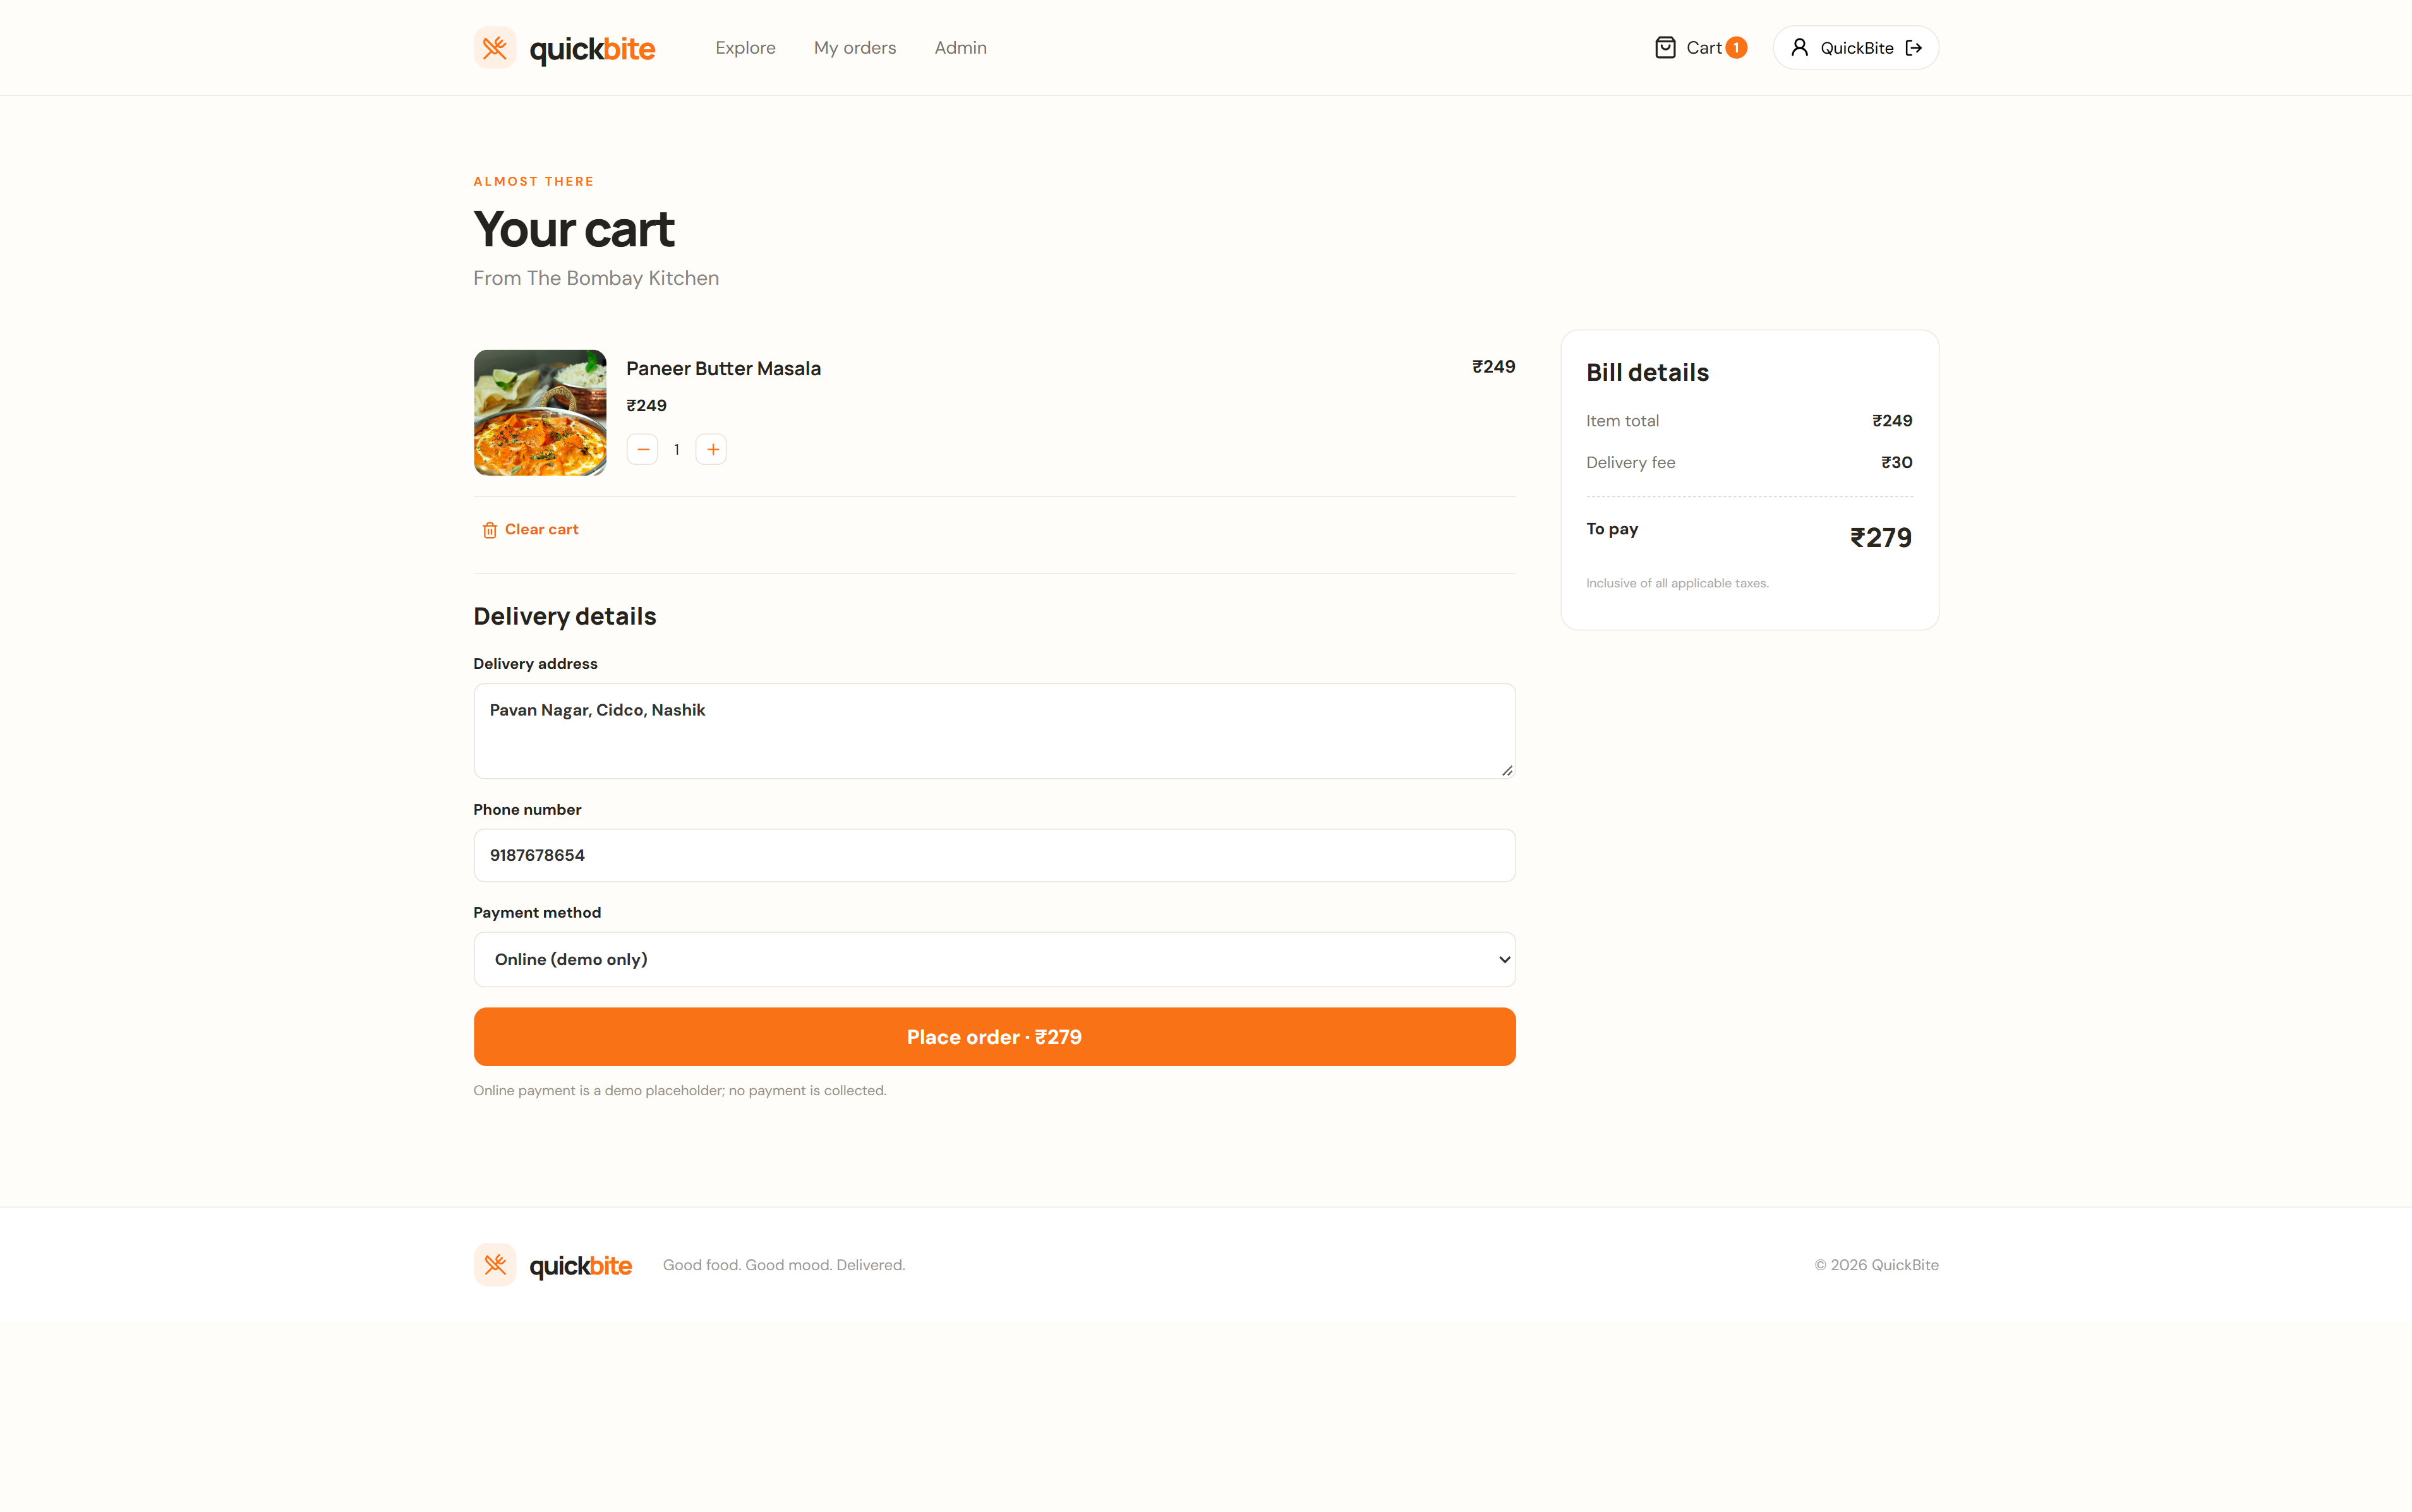 quickbite
Explore
My orders
Admin
Cart 1
QuickBite
ALMOST THERE
Your cart
From The Bombay Kitchen
Paneer Butter Masala
₹249
₹249
1
Clear cart
Bill details
Item total ₹249
Delivery fee ₹30
To pay ₹279
Inclusive of all applicable taxes.
Delivery details
Delivery address
Pavan Nagar, Cidco, Nashik
Phone number
9187678654
Payment method
Online (demo only)
Place order · ₹279
Online payment is a demo placeholder; no payment is collected.
quickbite
Good food. Good mood. Delivered.
© 2026 QuickBite